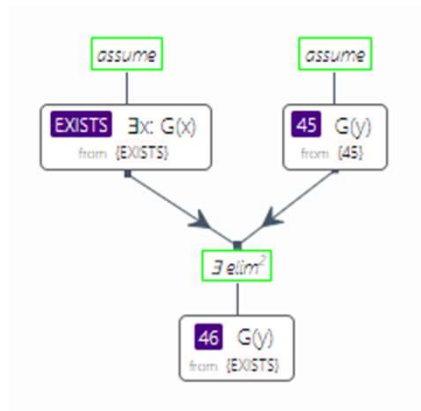 assume
assume
EXISTS ∃x: G(x)
from {EXISTS}
45 G(y)
from {45}
∃ elim²
46 G(y)
from {EXISTS}